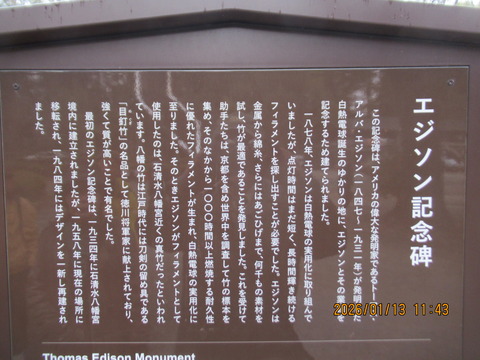 エジソン記念碑
この記念碑は、アメリカの偉大な発明家であるトー
アルバ・エジソン（一八四七〜一九三一年）が発
白熱電球誕生のゆかりの地に、エジソンとその
記念するため建てられました。
一八七八年、エジソンは白熱電球の実用化に取り組んで
いましたが、点灯時間はまだ短く、長時間輝き続ける
フィラメントを探し出すことが必要でした。エジソンは
金属から綿糸、さらにはあごひげまで、何千もの素材を
試し、竹が最適であることを発見しました。これを受けて
助手たちは、京都を含め世界中を調査して竹の標本を
集め、そのなかから一〇〇〇時間以上燃焼する耐久性
に優れたフィラメントが生まれ、白熱電球の実用化に
至りました。そのときエジソンがフィラメントとして
使用したのは、石清水八幡宮近くの真竹だったといわれ
ています。八幡の竹は江戸時代には刀剣の留め具である
「目釘竹」の名品として徳川将軍家に献上されており、
強くて質が高いことで有名でした。
最初のエジソン記念碑は、一九三四年に石清水八幡宮
境内に建立されましたが、一九五八年に現在の場所に
移転され、一九八四年にはデザインを一新し再建され
ました。
Thomas Edison Monument
2026/01/13 11:43